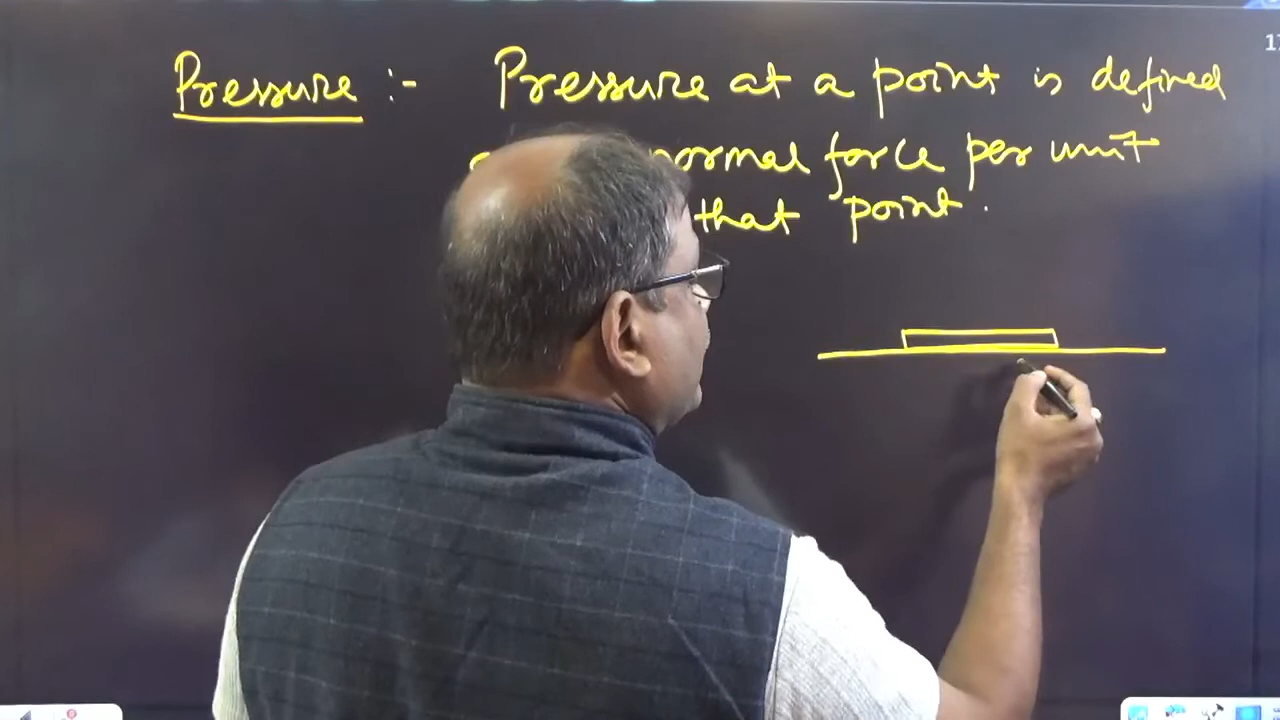 Pressure :- Pressure at a point is defined
normal force per unit
that point.